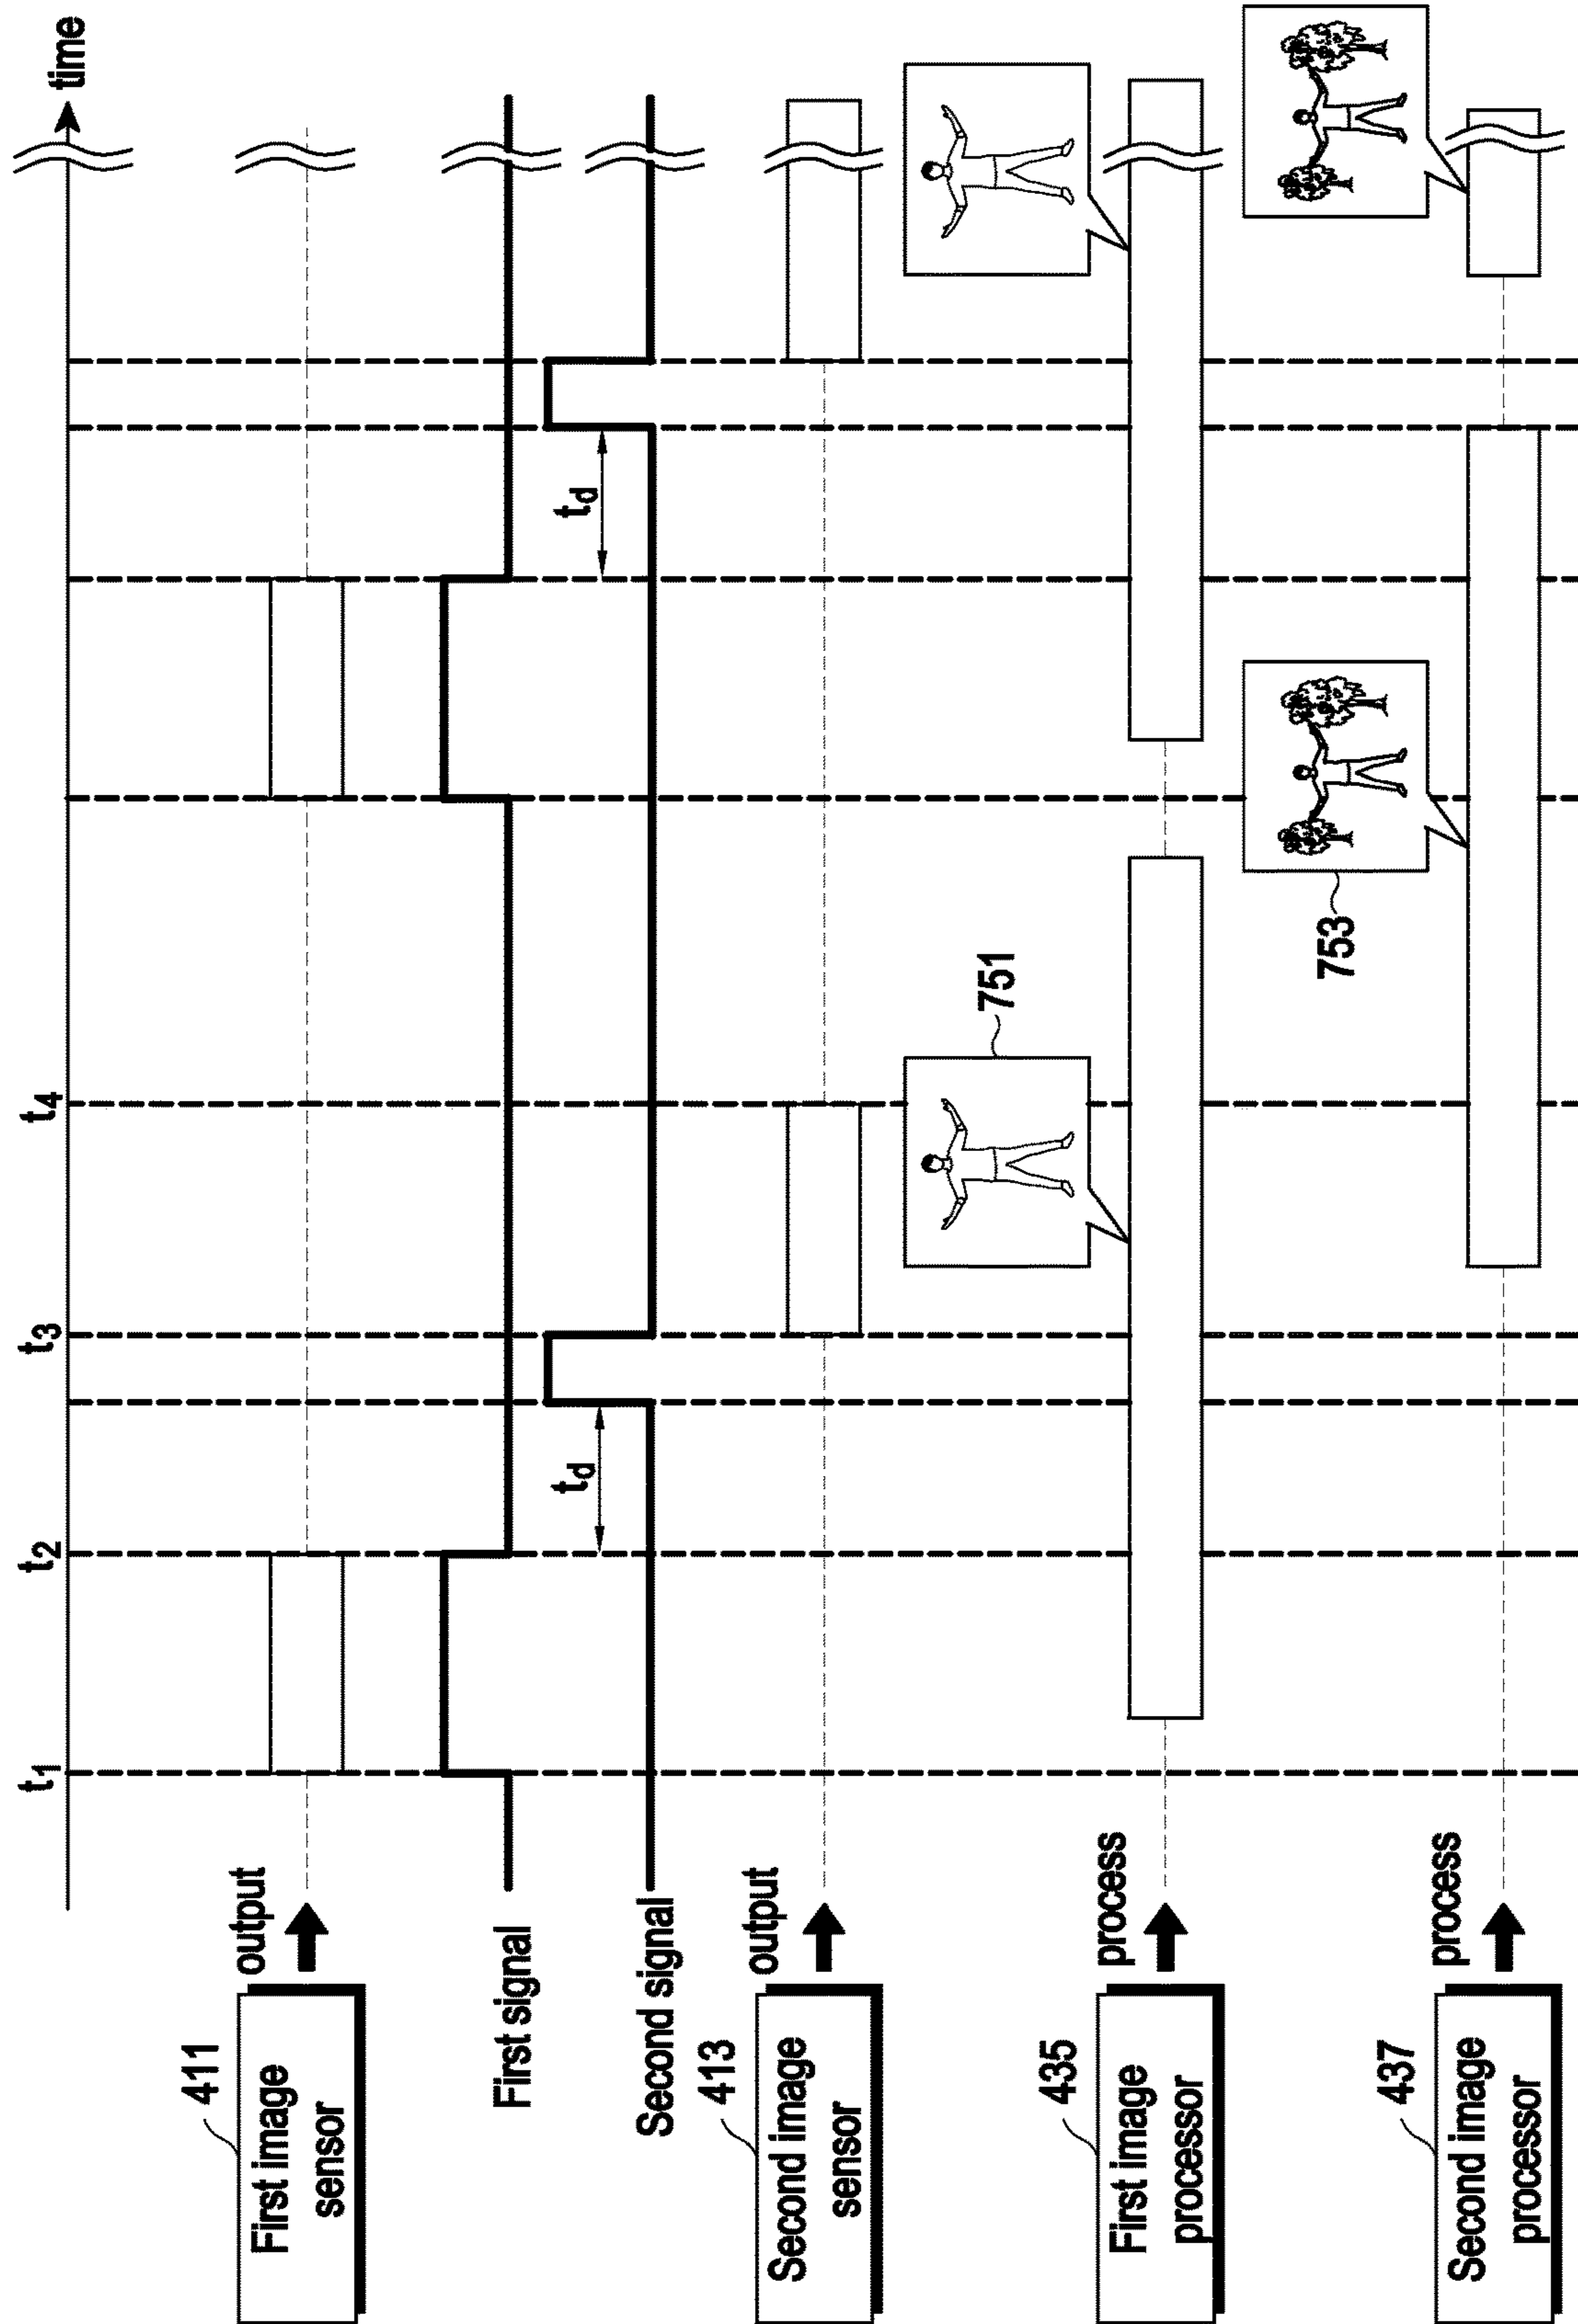 t1
t2
t3
t4
time
411
First image
sensor
output
First signal
td
td
Second signal
413
Second image
sensor
output
751
435
First image
processor
process
753
437
Second image
processor
process